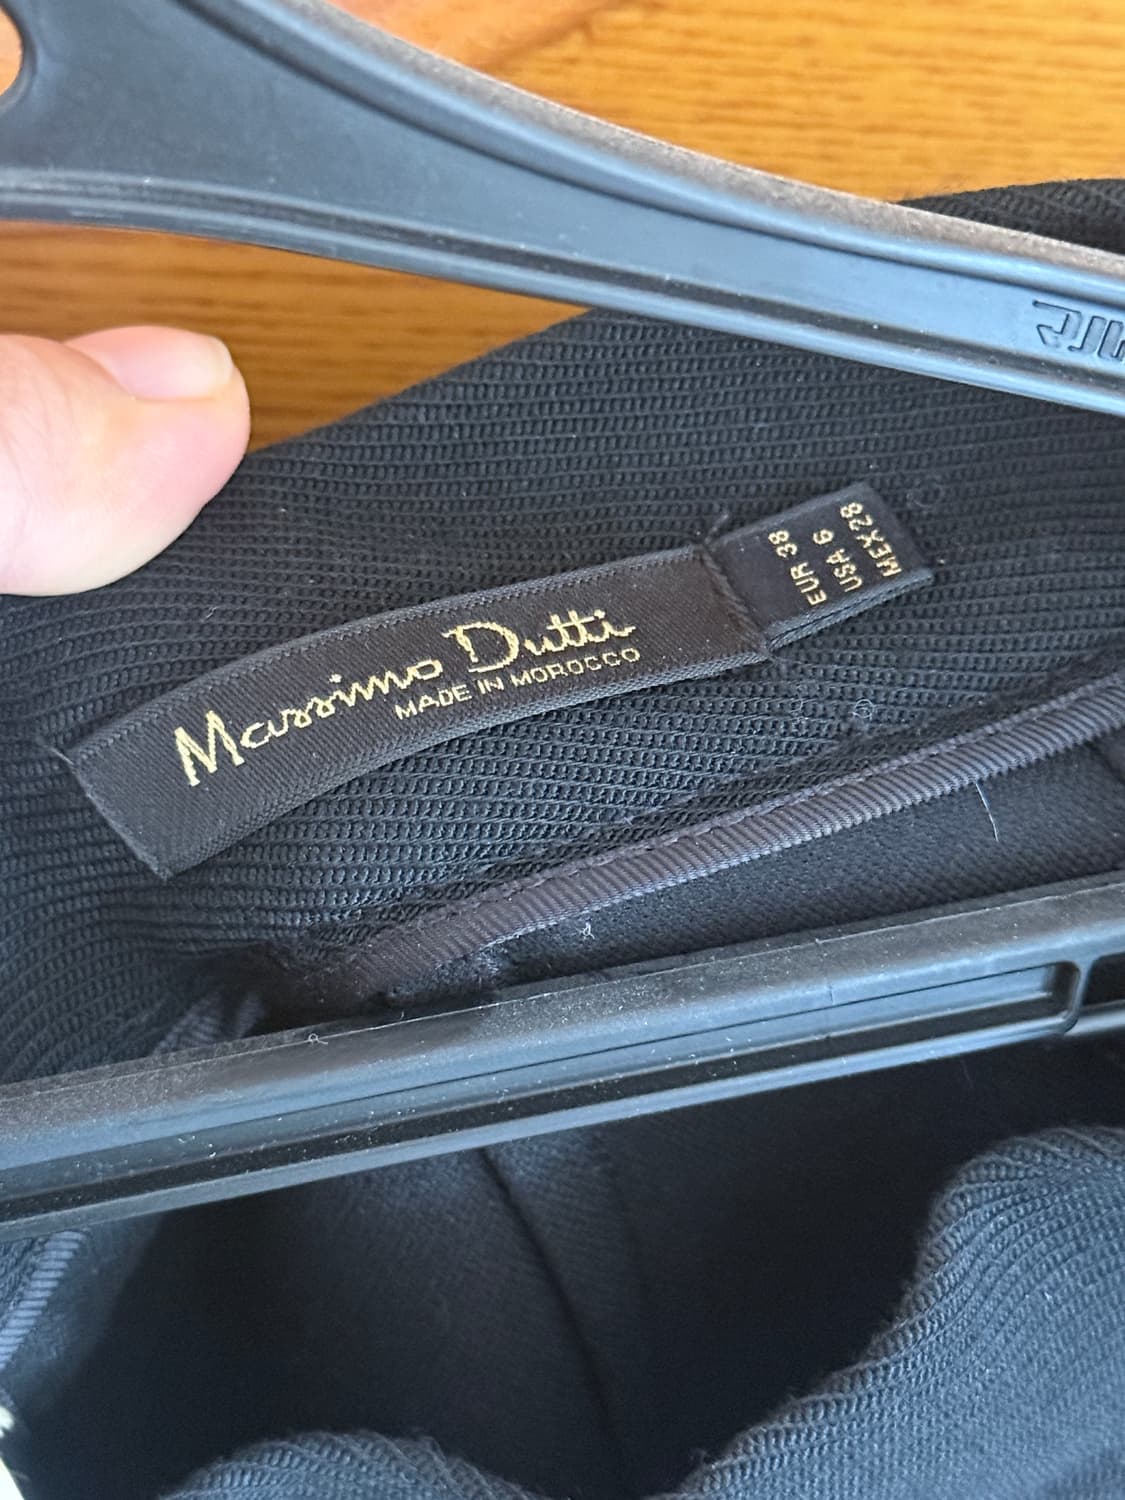 Massimo Dutti
MADE IN MOROCCO
EUR 38
USA 6
MEX 28